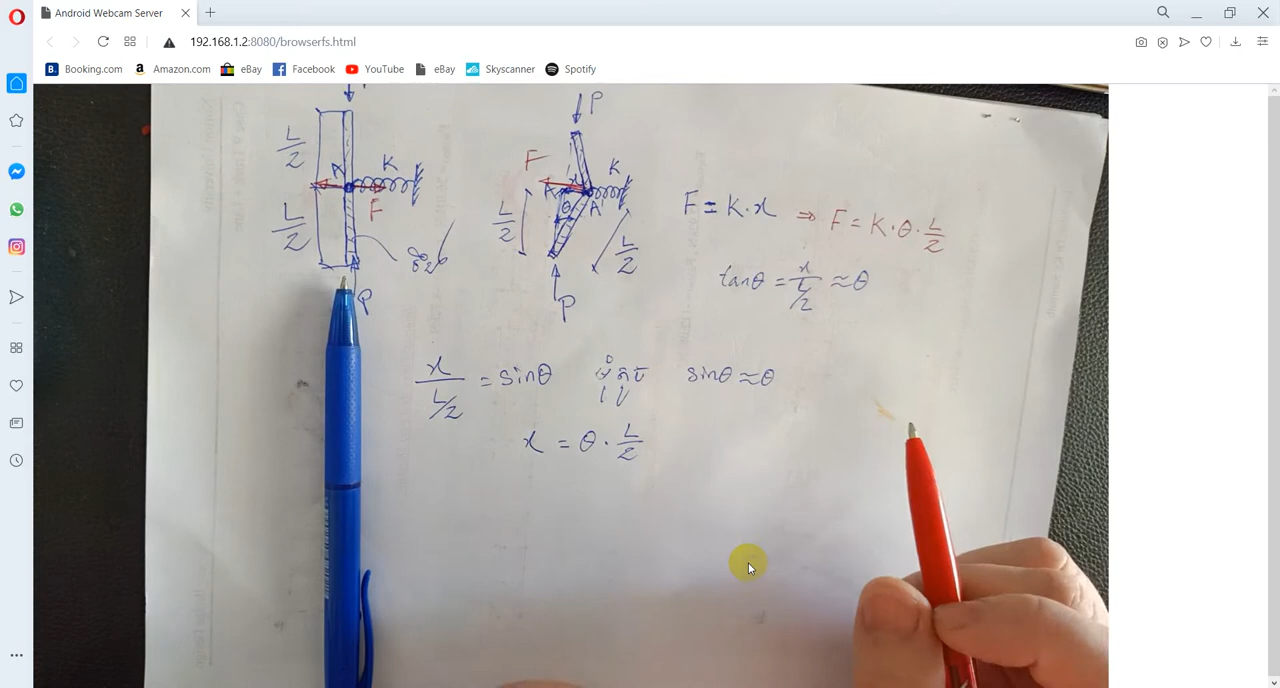 Android Webcam Server
192.168.1.2:8080/browserfs.html
Booking.com Amazon.com eBay Facebook YouTube eBay Skyscanner Spotify
P
L/2
A K
F
L/2
P
P
F
K
x
A A'
θ
L/2
L/2
P
F = K·x ⇒ F = K·θ·L/2
tanθ = x/(L/2) ≈ θ
x/(L/2) = sinθ
sinθ ≈ θ
x = θ·L/2